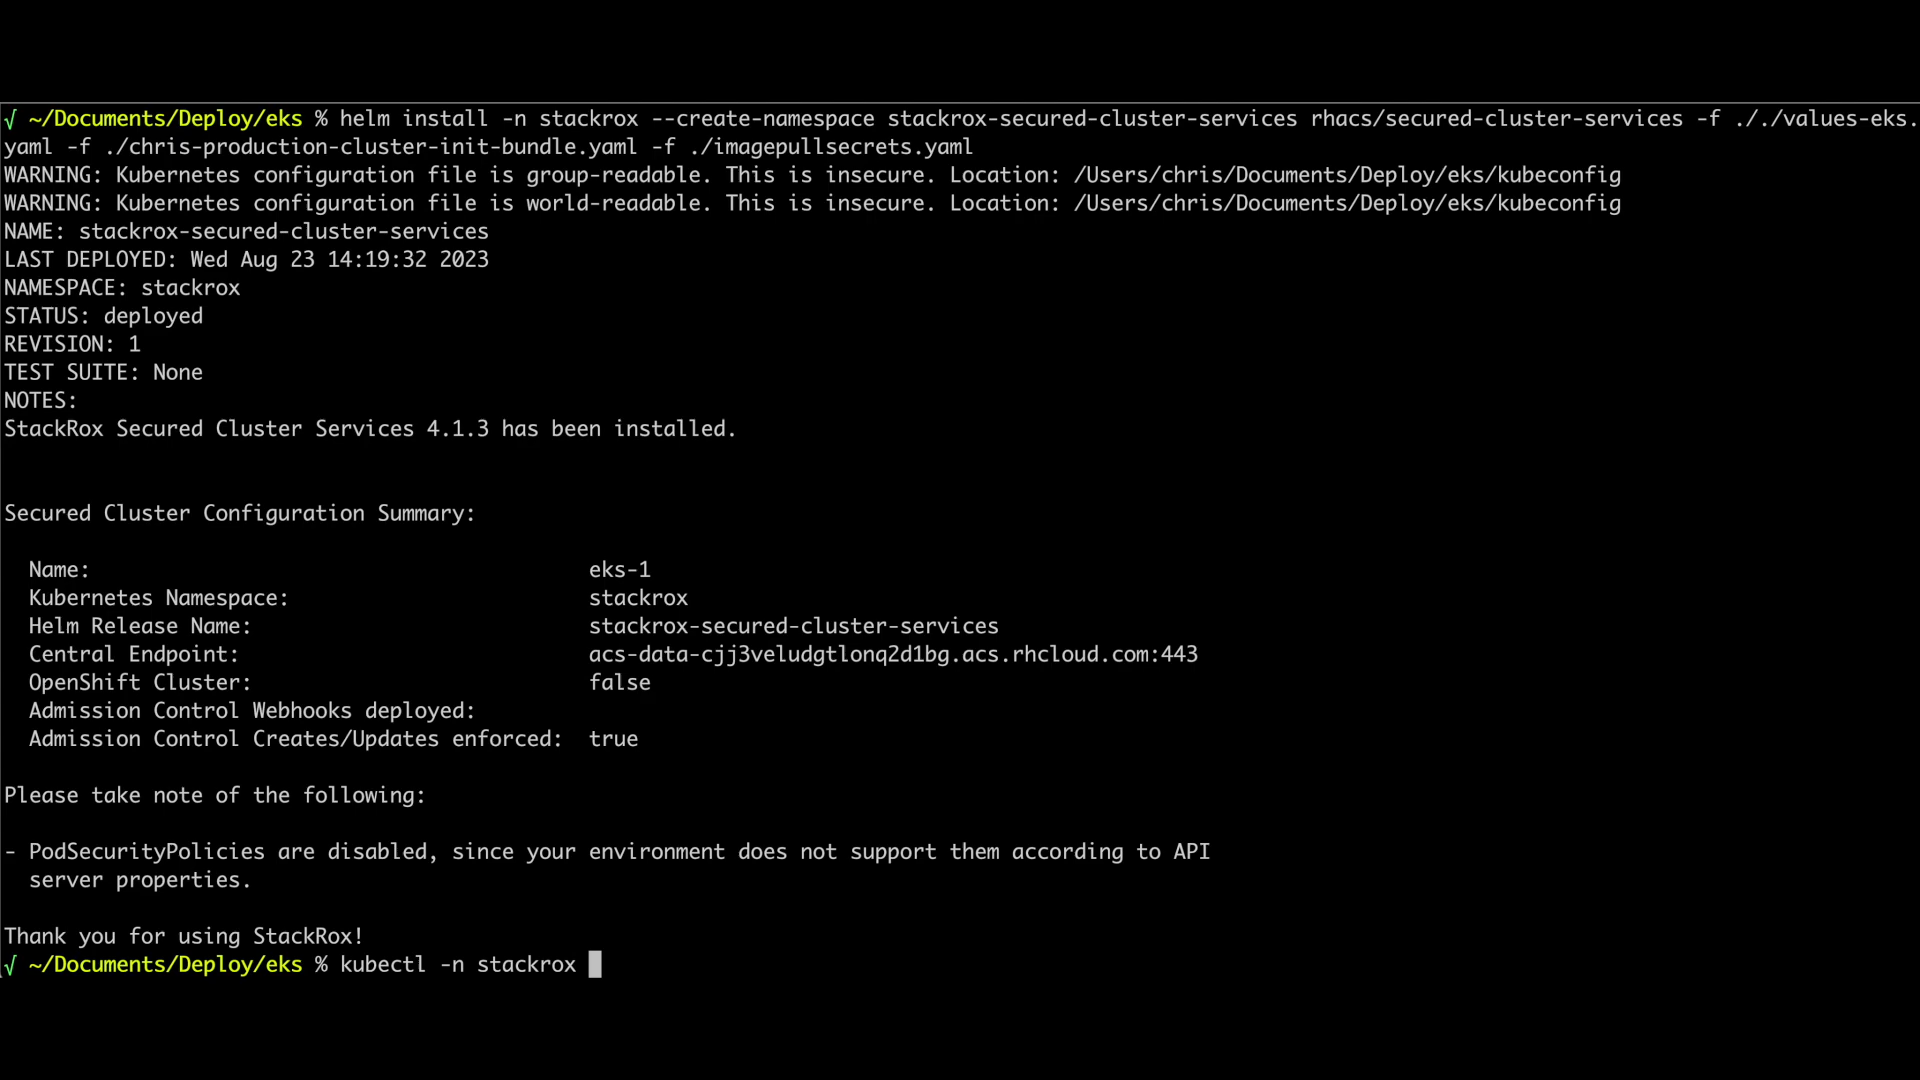 √ ~/Documents/Deploy/eks % helm install -n stackrox --create-namespace stackrox-secured-cluster-services rhacs/secured-cluster-services -f ././values-eks.
yaml -f ./chris-production-cluster-init-bundle.yaml -f ./imagepullsecrets.yaml
WARNING: Kubernetes configuration file is group-readable. This is insecure. Location: /Users/chris/Documents/Deploy/eks/kubeconfig
WARNING: Kubernetes configuration file is world-readable. This is insecure. Location: /Users/chris/Documents/Deploy/eks/kubeconfig
NAME: stackrox-secured-cluster-services
LAST DEPLOYED: Wed Aug 23 14:19:32 2023
NAMESPACE: stackrox
STATUS: deployed
REVISION: 1
TEST SUITE: None
NOTES:
StackRox Secured Cluster Services 4.1.3 has been installed.
Secured Cluster Configuration Summary:
Name: eks-1
Kubernetes Namespace: stackrox
Helm Release Name: stackrox-secured-cluster-services
Central Endpoint: acs-data-cjj3veludgtlonq2d1bg.acs.rhcloud.com:443
OpenShift Cluster: false
Admission Control Webhooks deployed:
Admission Control Creates/Updates enforced: true
Please take note of the following:
- PodSecurityPolicies are disabled, since your environment does not support them according to API
server properties.
Thank you for using StackRox!
√ ~/Documents/Deploy/eks % kubectl -n stackrox